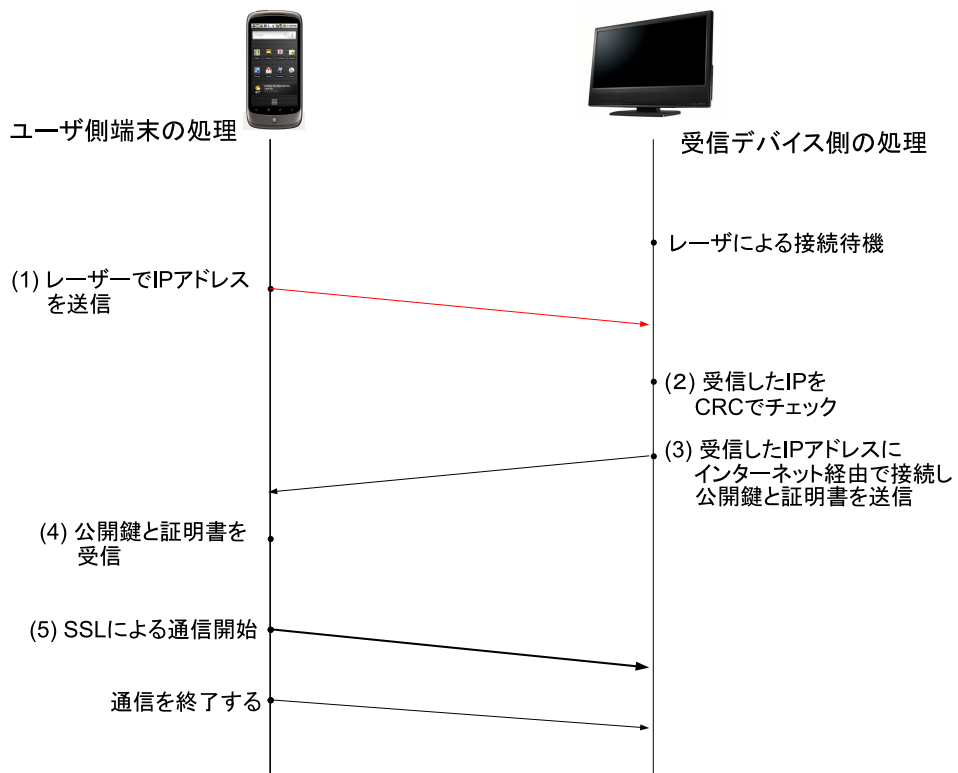 ユーザ側端末の処理
受信デバイス側の処理
レーザによる接続待機
(1) レーザーでIPアドレス
を送信
(２) 受信したIPを
CRCでチェック
(3) 受信したIPアドレスに
インターネット経由で接続し
公開鍵と証明書を送信
(4) 公開鍵と証明書を
受信
(5) SSLによる通信開始
通信を終了する